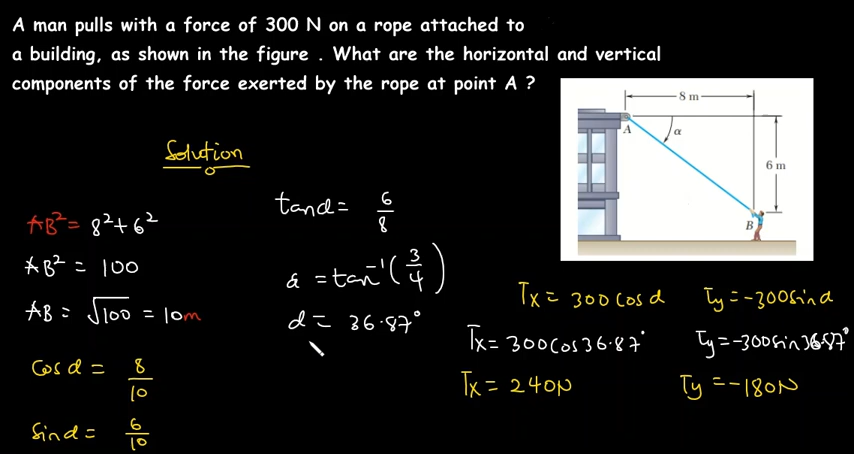 A man pulls with a force of 300 N on a rope attached to
a building, as shown in the figure . What are the horizontal and vertical
components of the force exerted by the rope at point A ?
8 m
A
α
6 m
B
Solution
AB² = 8² + 6²
AB² = 100
AB = √100 = 10m
cos α = 8/10
sin α = 6/10
tan α = 6/8
α = tan⁻¹(3/4)
α = 36.87°
Tx = 300 cos α
Ty = -300 sin α
Tx = 300 cos 36.87°
Ty = -300 sin 36.87°
Tx = 240N
Ty = -180N